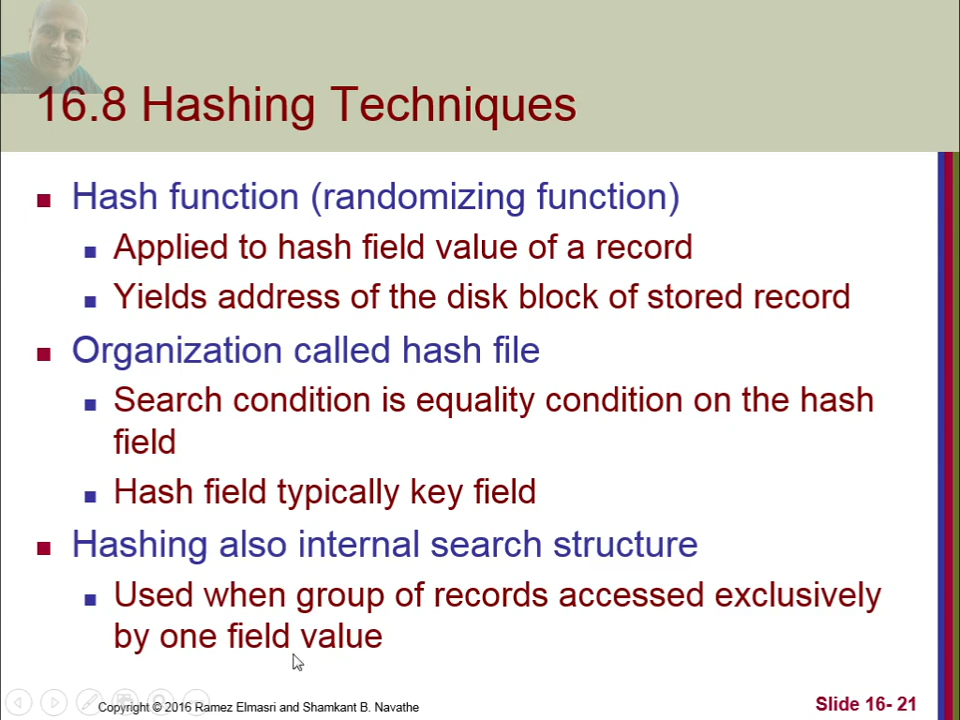 16.8 Hashing Techniques
Hash function (randomizing function)
Applied to hash field value of a record
Yields address of the disk block of stored record
Organization called hash file
Search condition is equality condition on the hash
field
Hash field typically key field
Hashing also internal search structure
Used when group of records accessed exclusively
by one field value
Copyright © 2016 Ramez Elmasri and Shamkant B. Navathe
Slide 16- 21